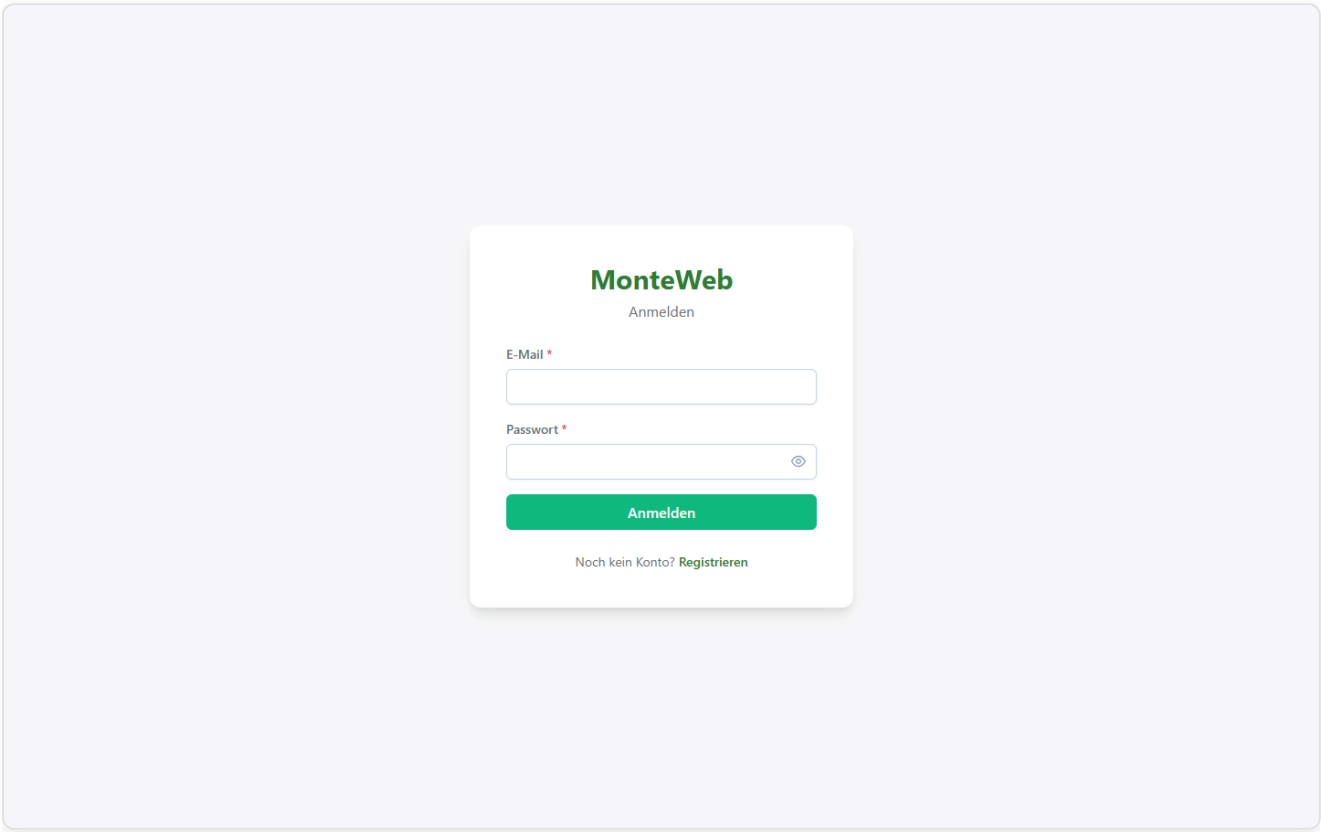 MonteWeb
Anmelden
E-Mail *
Passwort *
Anmelden
Noch kein Konto? Registrieren